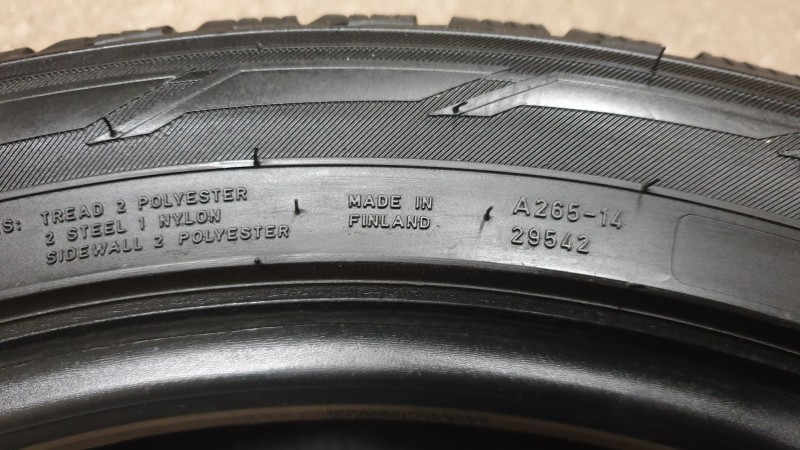 S: TREAD 2 POLYESTER
2 STEEL 1 NYLON
SIDEWALL 2 POLYESTER
MADE IN
FINLAND
A265-14
29542